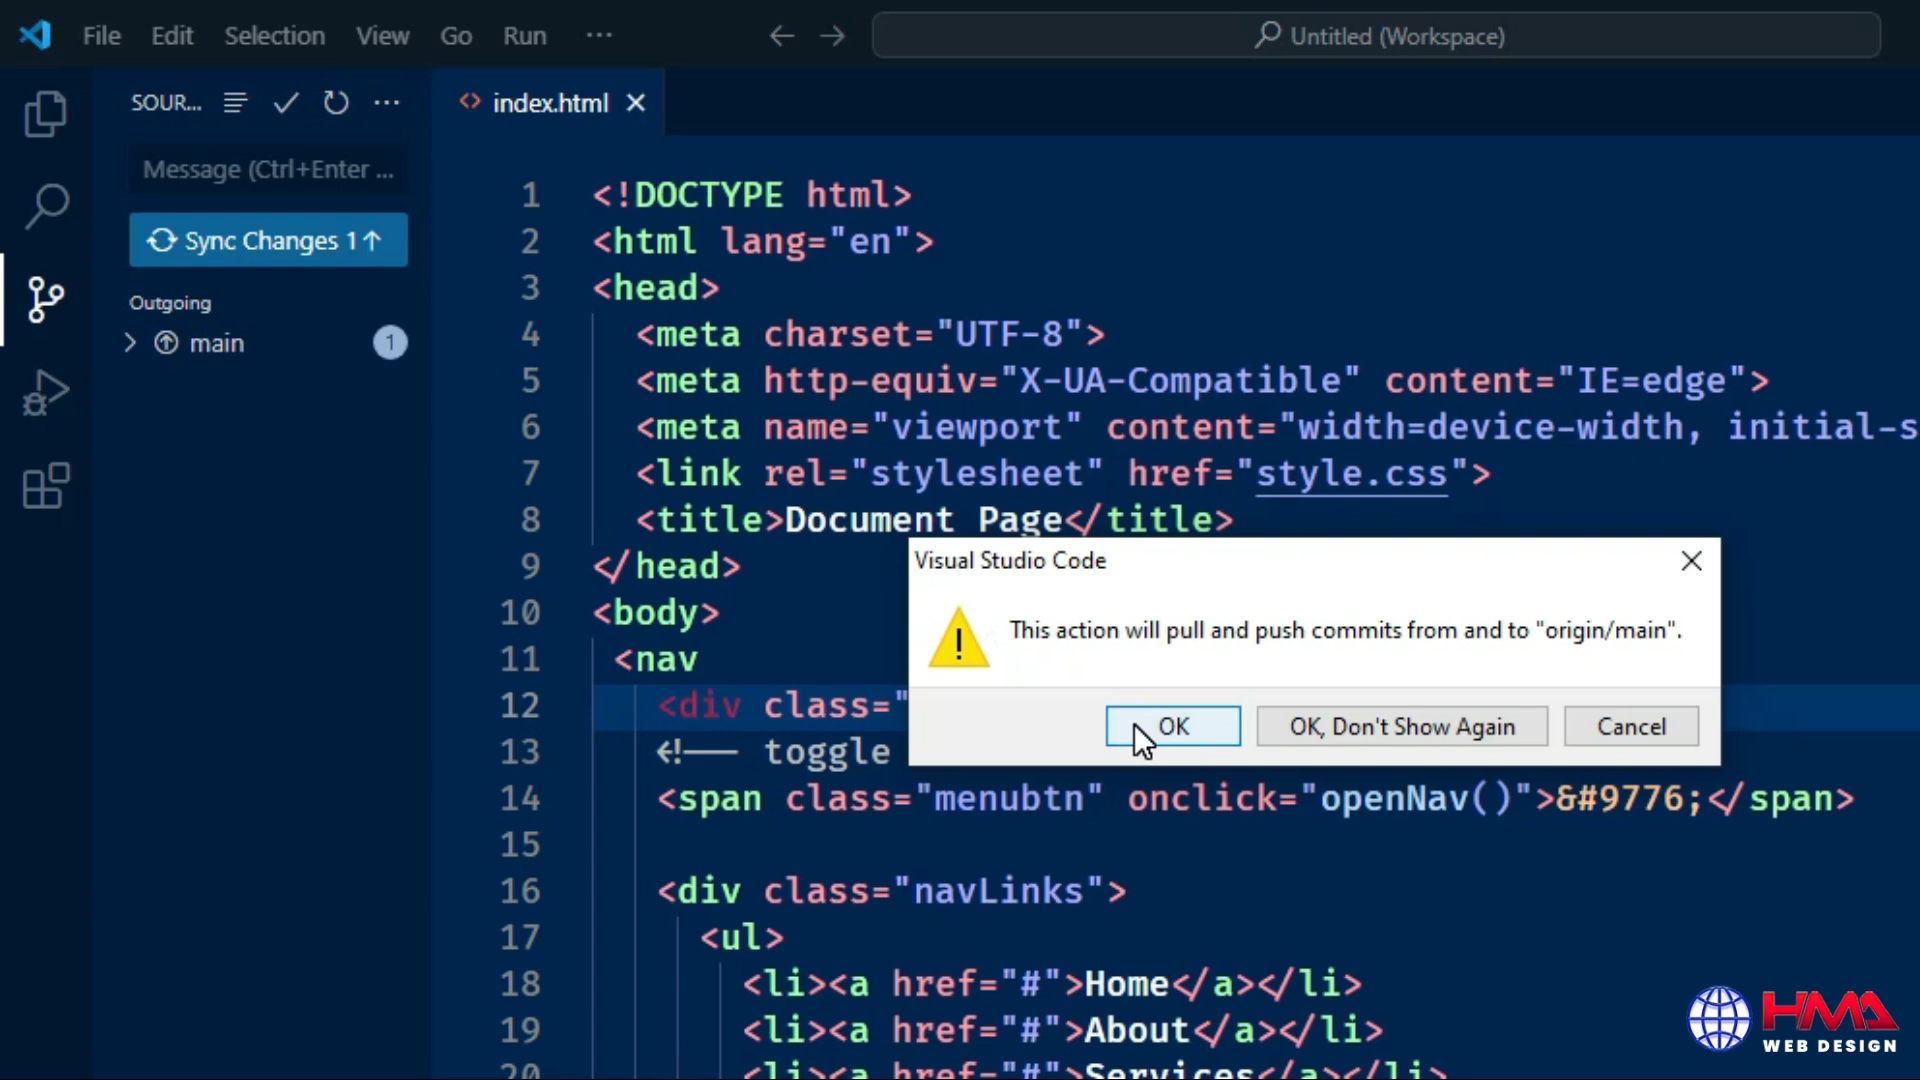 File Edit Selection View Go Run ···
Untitled (Workspace)
SOUR...
index.html
Message (Ctrl+Enter ...
Sync Changes 1↑
Outgoing
main 1
1 <!DOCTYPE html>
2 <html lang="en">
3 <head>
4 <meta charset="UTF-8">
5 <meta http-equiv="X-UA-Compatible" content="IE=edge">
6 <meta name="viewport" content="width=device-width, initial-s
7 <link rel="stylesheet" href="style.css">
8 <title>Document Page</title>
9 </head>
10 <body>
11 <nav
12 <div class="
13 <!-- toggle
14 <span class="menubtn" onclick="openNav()">&#9776;</span>
15
16 <div class="navLinks">
17 <ul>
18 <li><a href="#">Home</a></li>
19 <li><a href="#">About</a></li>
20 <li><a href="#">Services</a></li>
Visual Studio Code
This action will pull and push commits from and to "origin/main".
OK
OK, Don't Show Again
Cancel
HMA
WEB DESIGN